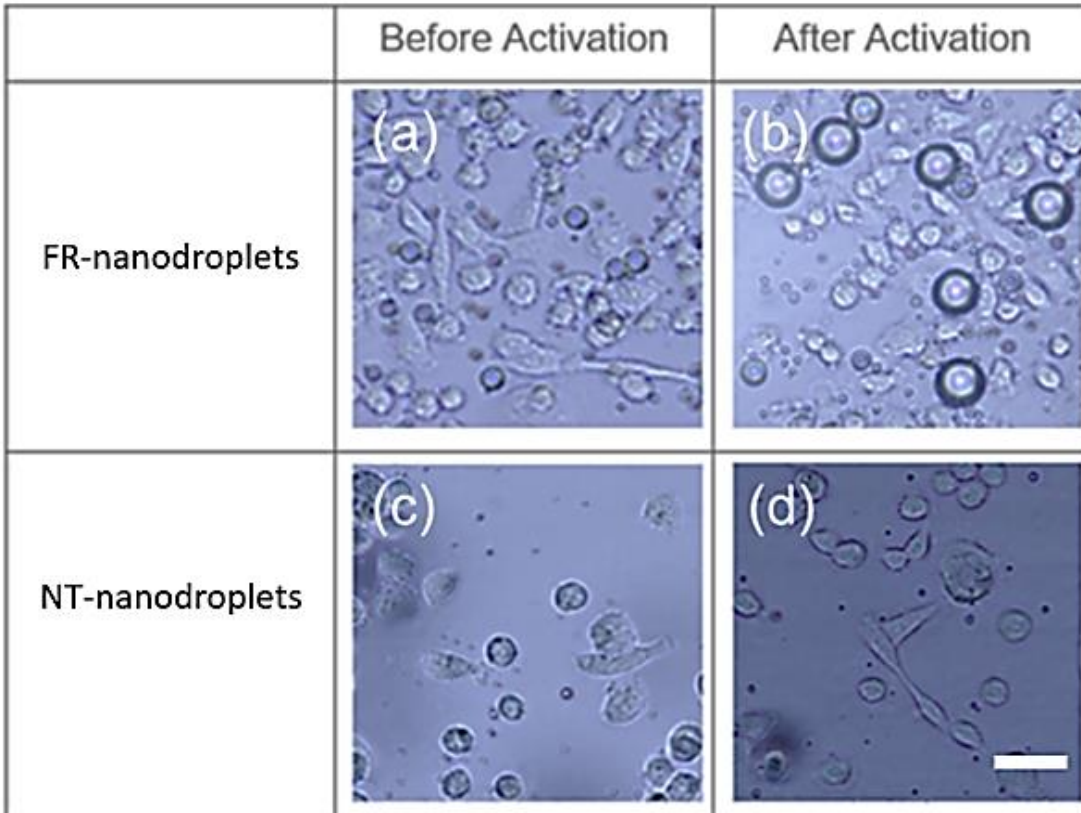 Before Activation
After Activation
FR-nanodroplets
(a)
(b)
NT-nanodroplets
(c)
(d)